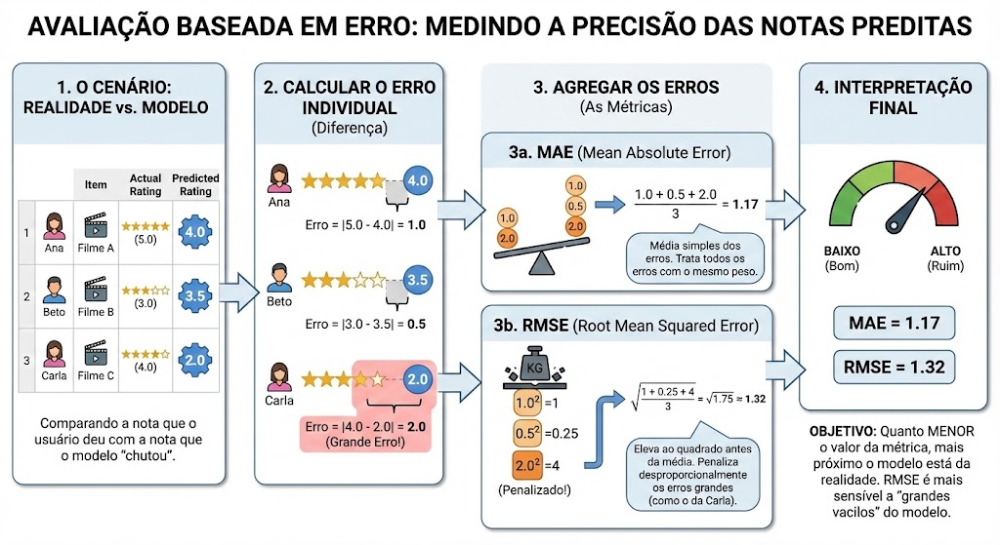 AVALIAÇÃO BASEADA EM ERRO: MEDINDO A PRECISÃO DAS NOTAS PREDITAS
1. O CENÁRIO:
REALIDADE vs. MODELO
Item
Actual
Rating
Predicted
Rating
1
Ana
Filme A
(5.0)
4.0
2
Beto
Filme B
(3.0)
3.5
3
Carla
Filme C
(4.0)
2.0
Comparando a nota que o
usuário deu com a nota que
o modelo "chutou".
2. CALCULAR O ERRO
INDIVIDUAL
(Diferença)
Ana
4.0
Erro = |5.0 - 4.0| = 1.0
Beto
3.5
Erro = |3.0 - 3.5| = 0.5
Carla
2.0
Erro = |4.0 - 2.0| = 2.0
(Grande Erro!)
3. AGREGAR OS ERROS
(As Métricas)
3a. MAE (Mean Absolute Error)
1.0
2.0
1.0
0.5
2.0
1.0 + 0.5 + 2.0
3
= 1.17
Média simples dos
erros. Trata todos os
erros com o mesmo peso.
3b. RMSE (Root Mean Squared Error)
KG
1.0² =1
0.5² =0.25
2.0² =4
(Penalizado!)
√ 1 + 0.25 + 4
3
= √1.75 ≈ 1.32
Eleva ao quadrado antes
da média. Penaliza
desproporcionalmente
os erros grandes
(como o da Carla).
4. INTERPRETAÇÃO
FINAL
BAIXO
(Bom)
ALTO
(Ruim)
MAE = 1.17
RMSE = 1.32
OBJETIVO: Quanto MENOR
o valor da métrica, mais
próximo o modelo está da
realidade. RMSE é mais
sensível a "grandes
vacilos" do modelo.